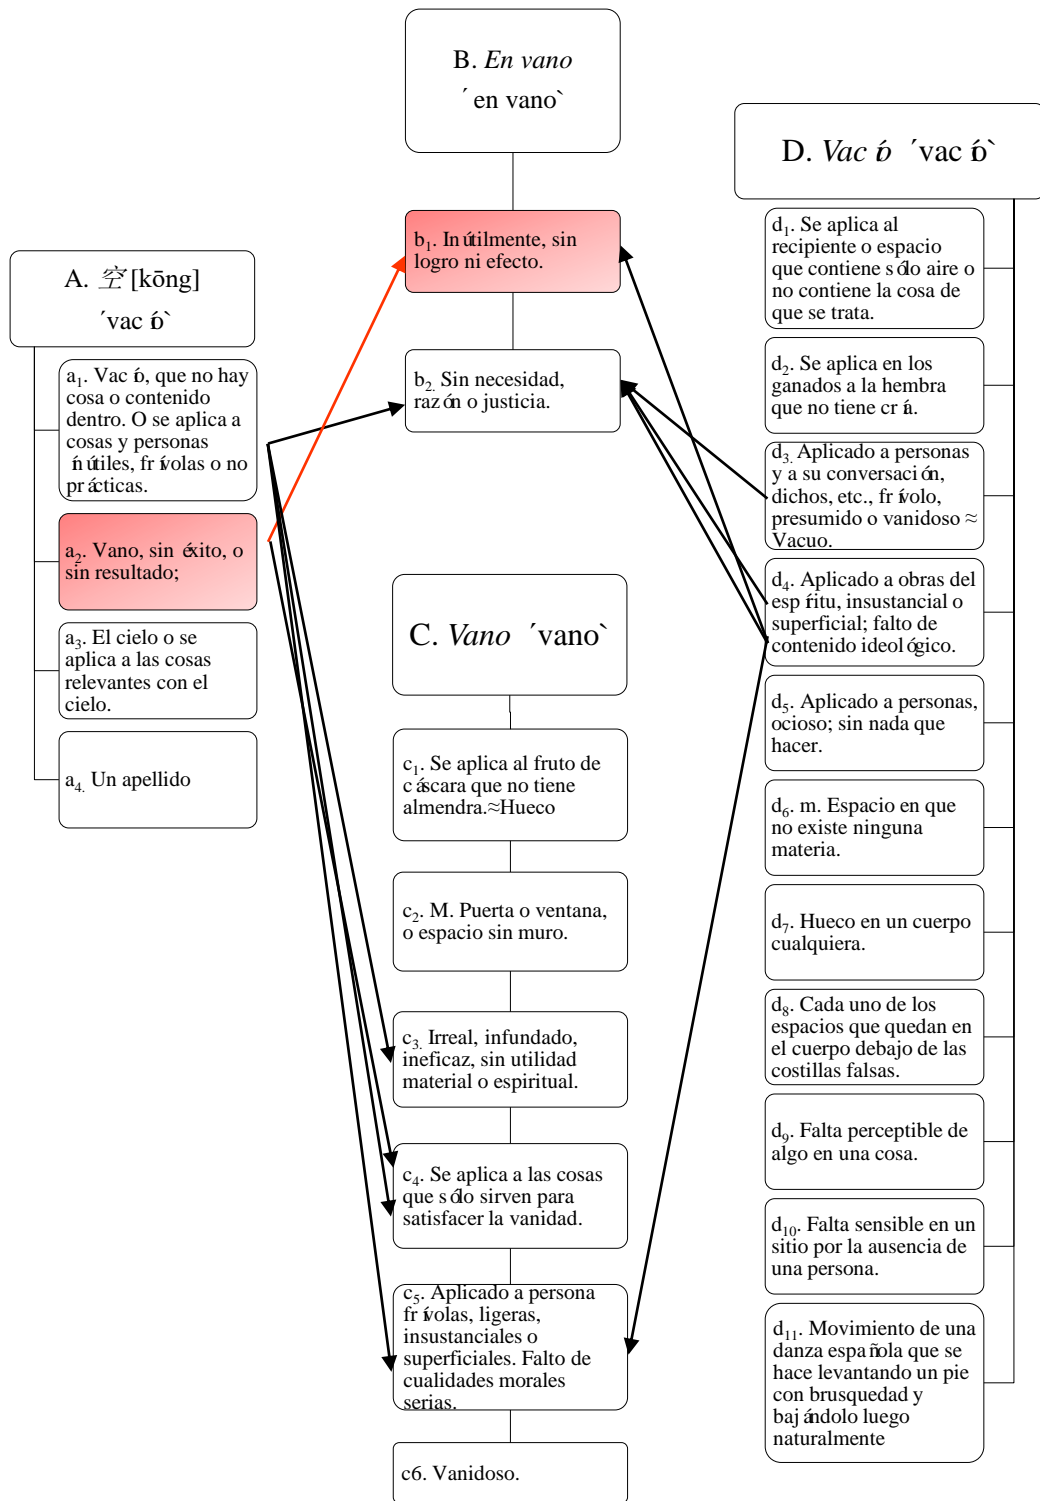 B. En vano
´ en vano`
b1. Inútilmente, sin
logro ni efecto.
b2. Sin necesidad,
razón o justicia.
A. 空 [kōng]
´vacío`
a1. Vacío, que no hay
cosa o contenido
dentro. O se aplica a
cosas y personas
inútiles, frívolas o no
prácticas.
a2. Vano, sin éxito, o
sin resultado;
a3. El cielo o se
aplica a las cosas
relevantes con el
cielo.
a4. Un apellido
C. Vano ´vano`
c1. Se aplica al fruto de
cáscara que no tiene
almendra.≈Hueco
c2. M. Puerta o ventana,
o espacio sin muro.
c3. Irreal, infundado,
ineficaz, sin utilidad
material o espiritual.
c4. Se aplica a las cosas
que sólo sirven para
satisfacer la vanidad.
c5. Aplicado a persona
frívolas, ligeras,
insustanciales o
superficiales. Falto de
cualidades morales
serias.
c6. Vanidoso.
D. Vacío ´vacío`
d1. Se aplica al
recipiente o espacio
que contiene sólo aire o
no contiene la cosa de
que se trata.
d2. Se aplica en los
ganados a la hembra
que no tiene cría.
d3. Aplicado a personas
y a su conversación,
dichos, etc., frívolo,
presumido o vanidoso ≈
Vacuo.
d4. Aplicado a obras del
espíritu, insustancial o
superficial; falto de
contenido ideológico.
d5. Aplicado a personas,
ocioso; sin nada que
hacer.
d6. m. Espacio en que
no existe ninguna
materia.
d7. Hueco en un cuerpo
cualquiera.
d8. Cada uno de los
espacios que quedan en
el cuerpo debajo de las
costillas falsas.
d9. Falta perceptible de
algo en una cosa.
d10. Falta sensible en un
sitio por la ausencia de
una persona.
d11. Movimiento de una
danza española que se
hace levantando un pie
con brusquedad y
bajándolo luego
naturalmente